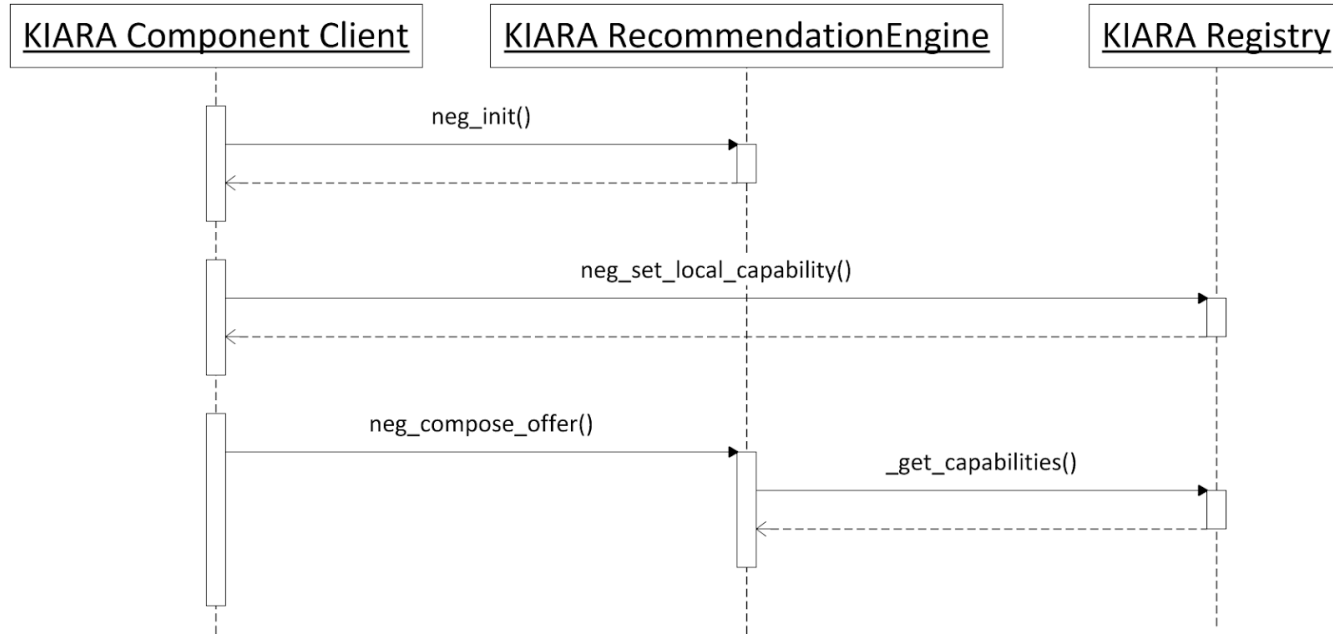 KIARA Component Client
KIARA RecommendationEngine
KIARA Registry
neg_init()
neg_set_local_capability()
neg_compose_offer()
_get_capabilities()